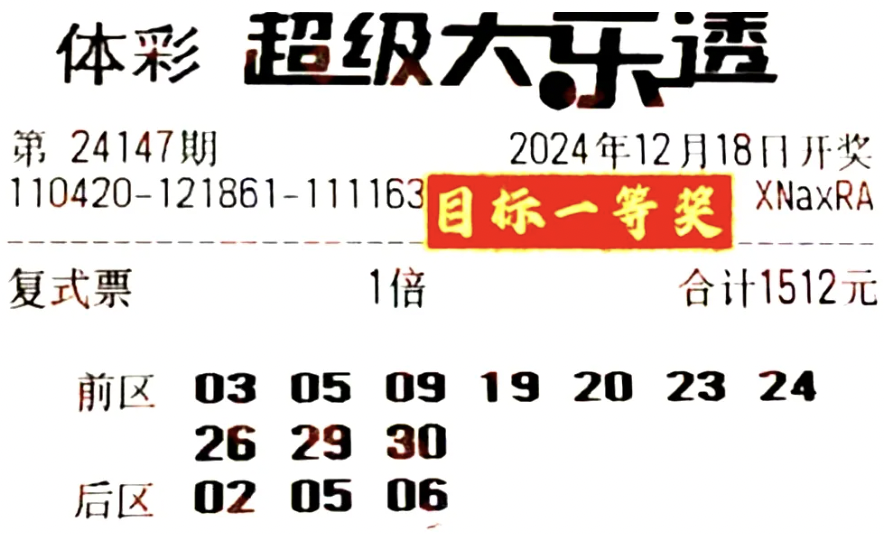 体彩 超级大乐透
第 24147期 2024年12月18日开奖
110420-121861-111163 目标一等奖 XNaxRA
复式票 1倍 合计1512元
前区 03 05 09 19 20 23 24
26 29 30
后区 02 05 06